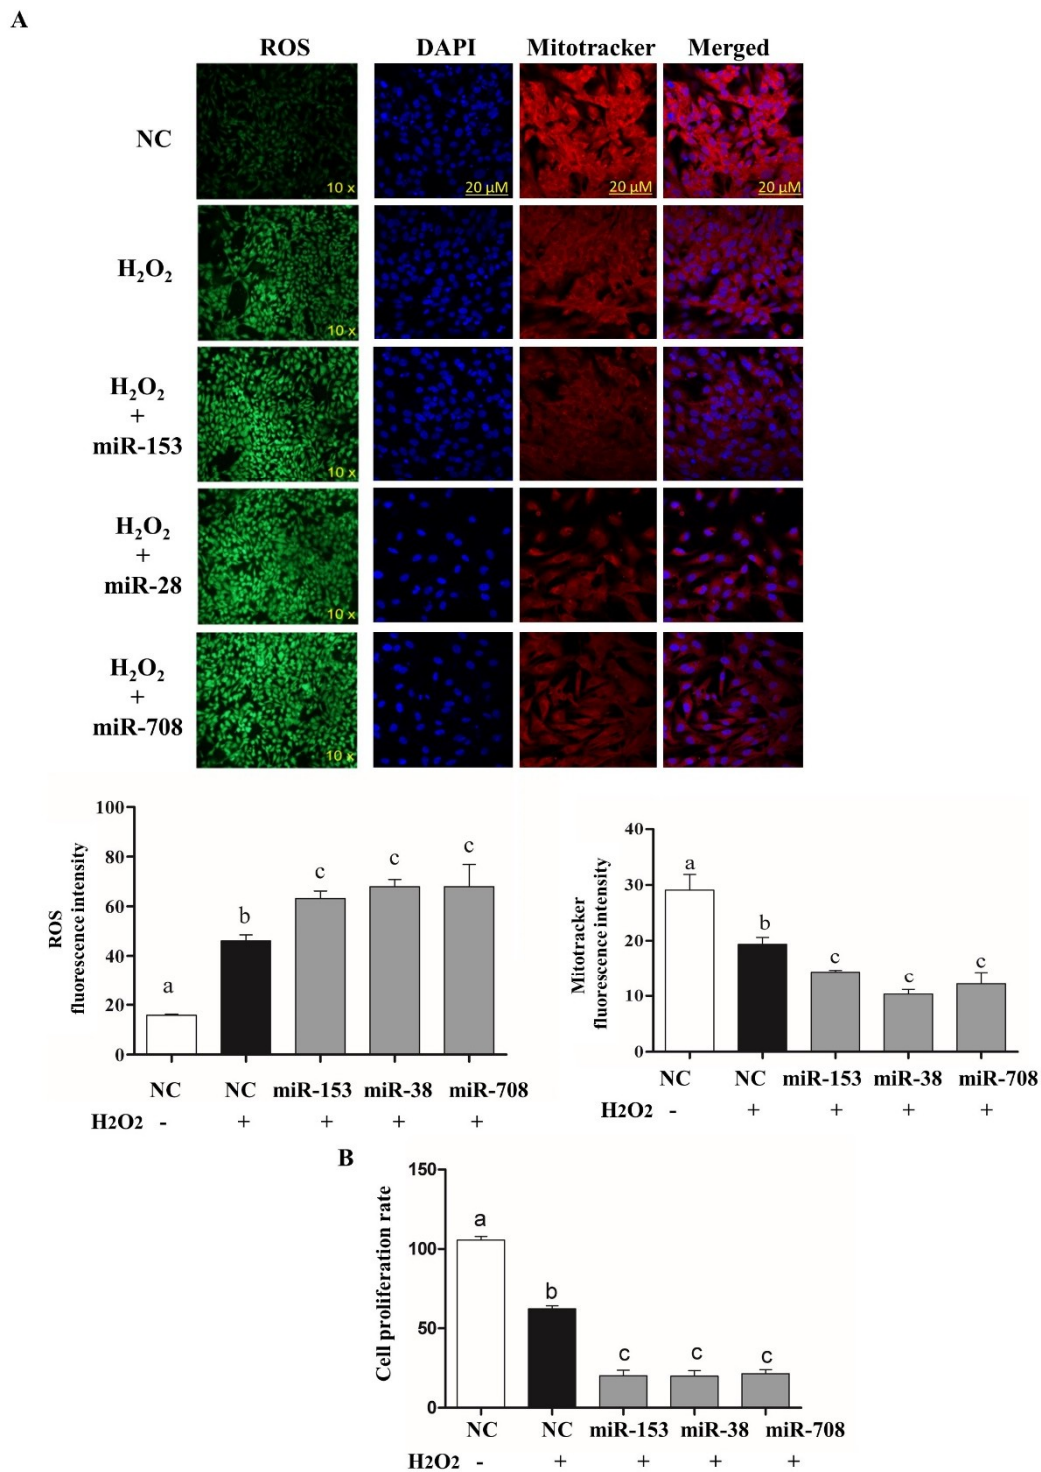 A
ROS DAPI Mitotracker Merged
NC
10 x
20 µM
20 µM
20 µM
H₂O₂
10 x
H₂O₂
+
miR-153
10 x
H₂O₂
+
miR-28
10 x
H₂O₂
+
miR-708
10 x
ROS
fluorescence intensity
100
80
60
40
20
0
a
b
c
c
c
NC NC miR-153 miR-38 miR-708
H2O2 - + + + +
Mitotracker
fluorescence intensity
40
30
20
10
0
a
b
c
c
c
NC NC miR-153 miR-38 miR-708
H2O2 - + + + +
B
Cell proliferation rate
150
100
50
0
a
b
c
c
c
NC NC miR-153 miR-38 miR-708
H2O2 - + + + +